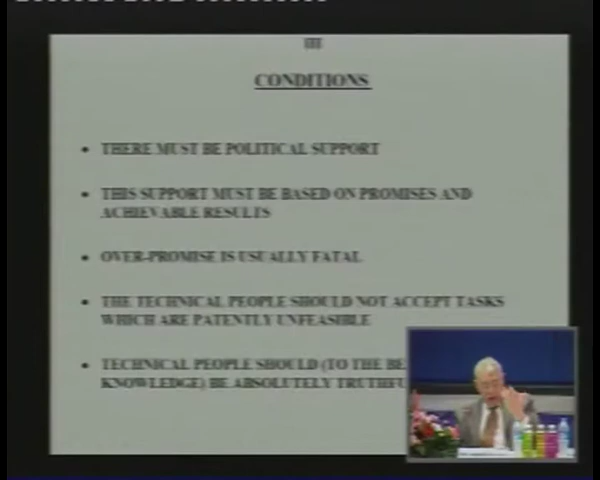 III
CONDITIONS
• THERE MUST BE POLITICAL SUPPORT
• THIS SUPPORT MUST BE BASED ON PROMISES AND
ACHIEVABLE RESULTS
• OVER-PROMISE IS USUALLY FATAL
• THE TECHNICAL PEOPLE SHOULD NOT ACCEPT TASKS
WHICH ARE PATENTLY UNFEASIBLE
• TECHNICAL PEOPLE SHOULD (TO THE BE
KNOWLEDGE) BE ABSOLUTELY TRUTHFU